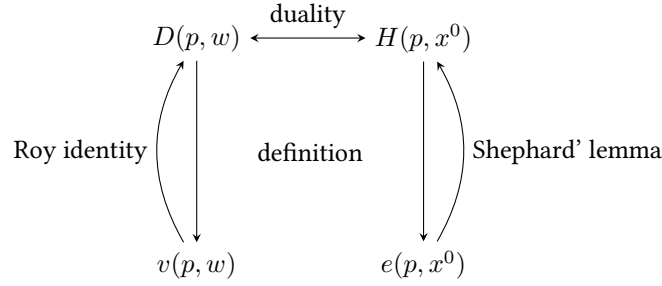 duality
D(p, w) H(p, x⁰)
Roy identity definition Shephard' lemma
v(p, w) e(p, x⁰)